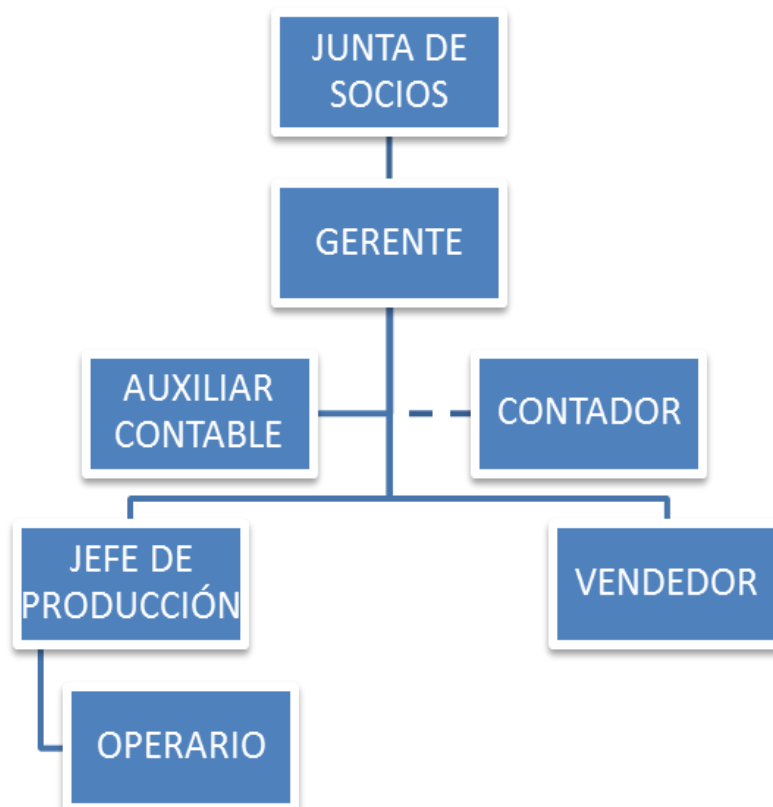 JUNTA DE
SOCIOS
GERENTE
AUXILIAR
CONTABLE
CONTADOR
JEFE DE
PRODUCCIÓN
VENDEDOR
OPERARIO